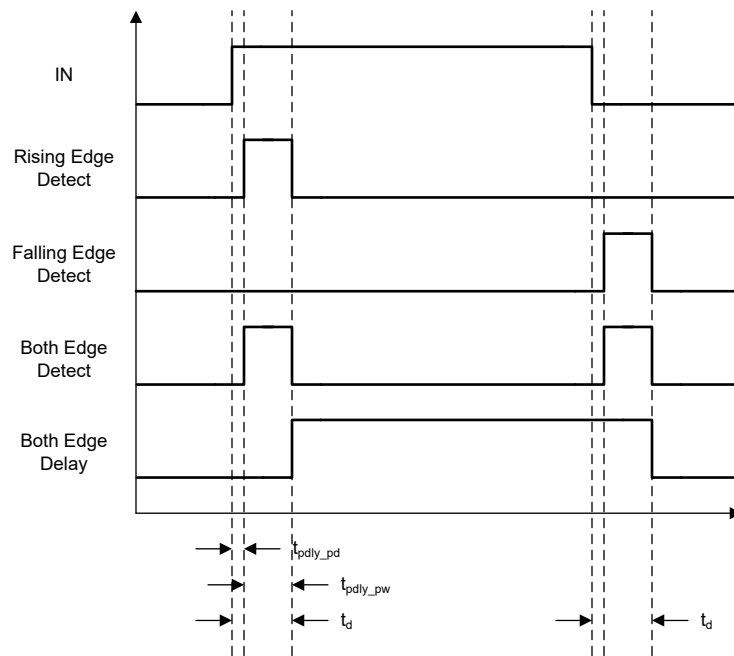 IN
Rising Edge
Detect
Falling Edge
Detect
Both Edge
Detect
Both Edge
Delay
tpdly_pd
tpdly_pw
td
td